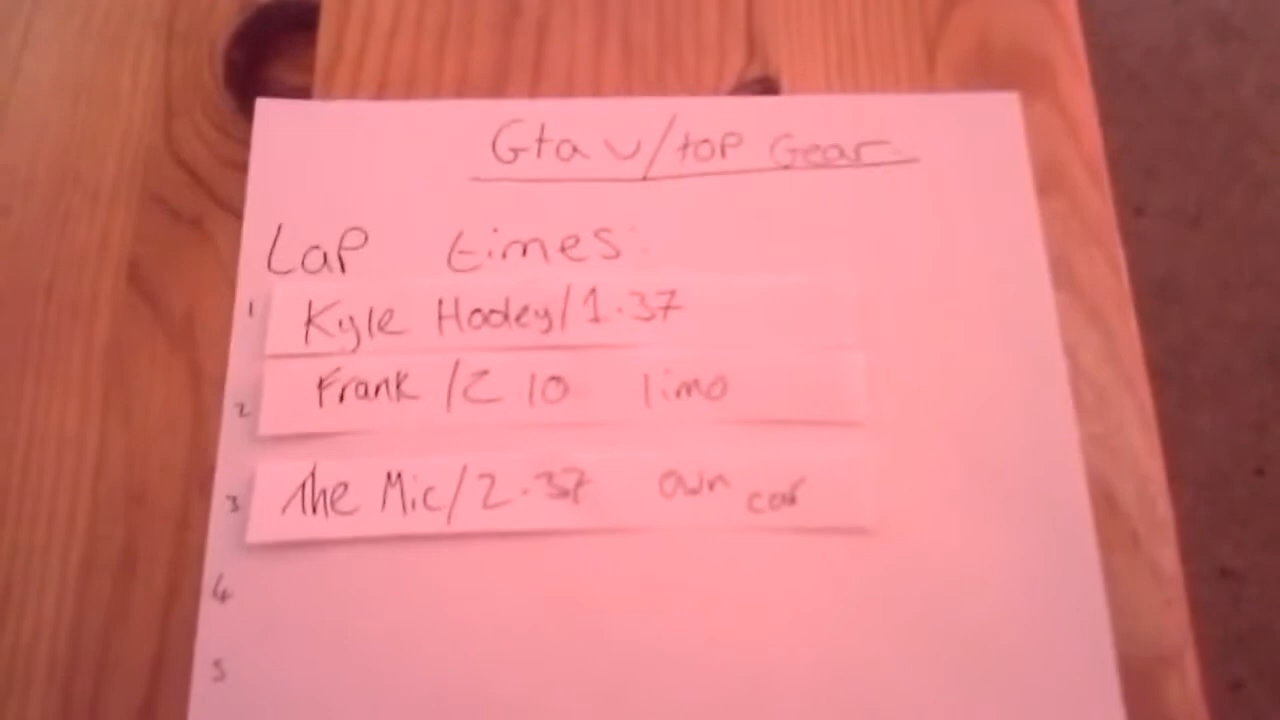 Gta V/top Gear
Lap times:
1 Kyle Hooley/1.37
2 Frank /2 10 limo
3 The Mic/2.37 own car
4
5